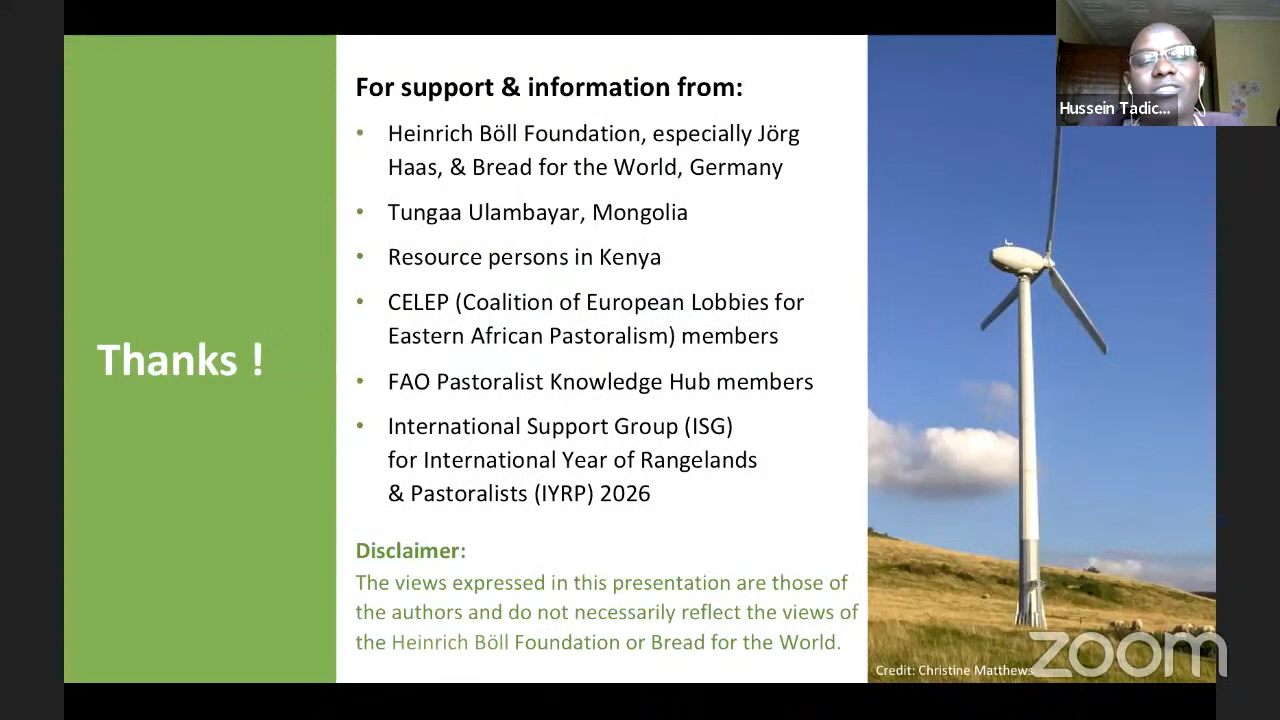 Thanks !
For support & information from:
• Heinrich Böll Foundation, especially Jörg
Haas, & Bread for the World, Germany
• Tungaa Ulambayar, Mongolia
• Resource persons in Kenya
• CELEP (Coalition of European Lobbies for
Eastern African Pastoralism) members
• FAO Pastoralist Knowledge Hub members
• International Support Group (ISG)
for International Year of Rangelands
& Pastoralists (IYRP) 2026
Disclaimer:
The views expressed in this presentation are those of
the authors and do not necessarily reflect the views of
the Heinrich Böll Foundation or Bread for the World.
Hussein Tadic...
Credit: Christine Matthews
zoom